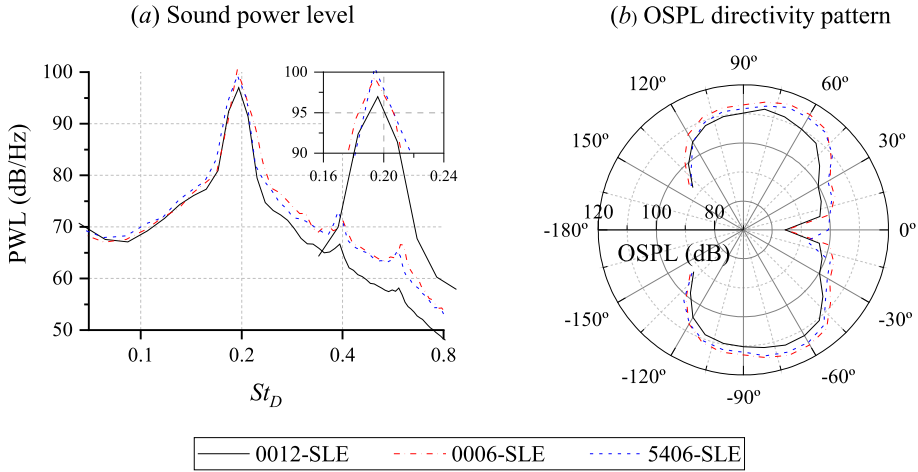 (a) Sound power level
(b) OSPL directivity pattern
PWL (dB/Hz)
100
90
80
70
60
50
0.1
0.2
0.4
0.8
St_D
100
95
90
0.16
0.20
0.24
90º
120º
60º
150º
30º
-180º
120
100
80
0º
OSPL (dB)
-150º
-30º
-120º
-60º
-90º
0012-SLE 0006-SLE 5406-SLE